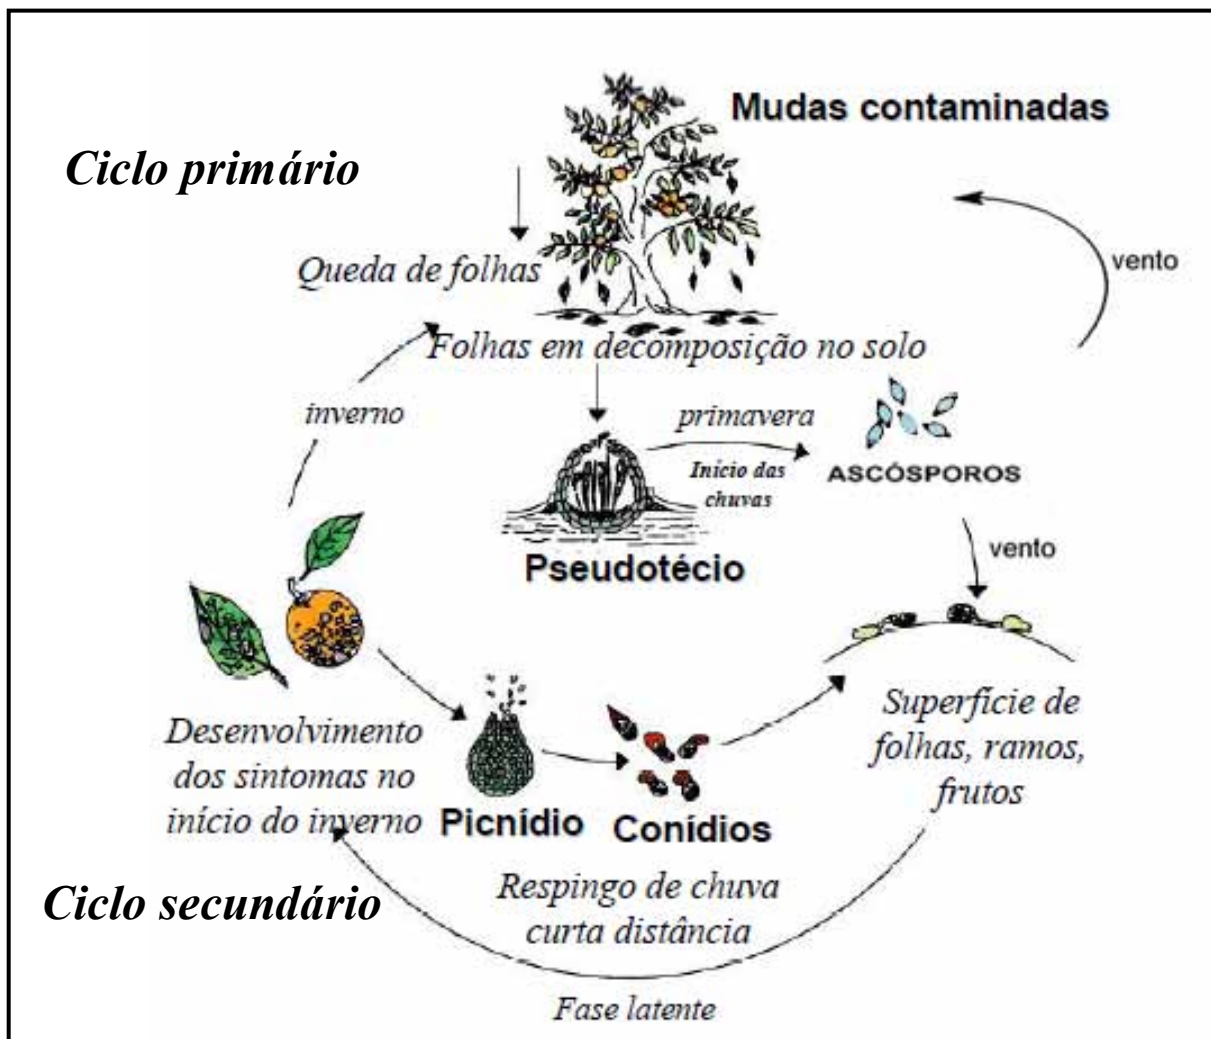 Mudas contaminadas
Ciclo primário
Queda de folhas
vento
Folhas em decomposição no solo
inverno
primavera
Início das
chuvas
ASCÓSPOROS
Pseudotécio
vento
Superfície de
folhas, ramos,
frutos
Desenvolvimento
dos sintomas no
início do inverno
Picnídio
Conídios
Ciclo secundário
Respingo de chuva
curta distância
Fase latente